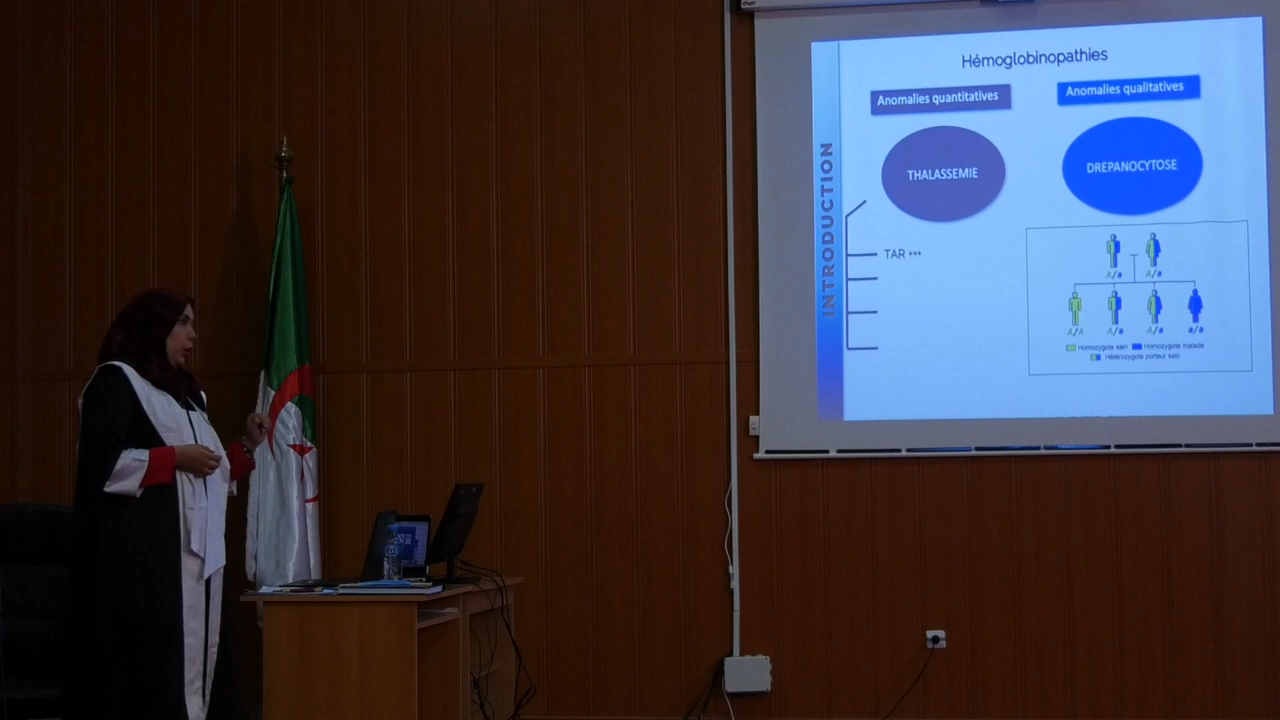 Hémoglobinopathies
Anomalies quantitatives
Anomalies qualitatives
INTRODUCTION
THALASSEMIE
DREPANOCYTOSE
TAR +++
A/a A/a
A/A A/a A/a a/a
Homozygote sain Homozygote malade
Hétérozygote porteur sain